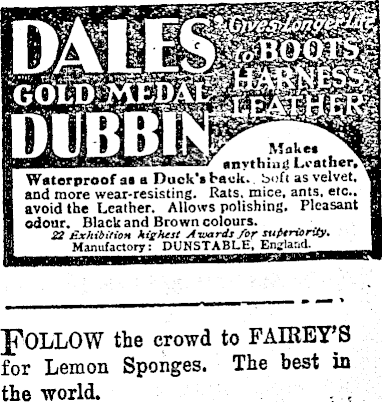 DALES'
Gives Longer Life
to BOOTS
HARNESS
LEATHER
GOLD MEDAL
DUBBIN
Makes
anything Leather,
Waterproof as a Duck's back. Soft as velvet,
and more wear-resisting. Rats, mice, ants, etc.,
avoid the Leather. Allows polishing. Pleasant
odour. Black and Brown colours.
22 Exhibition highest Awards for superiority.
Manufactory: DUNSTABLE, England.
FOLLOW the crowd to FAIREY'S
for Lemon Sponges. The best in
the world.